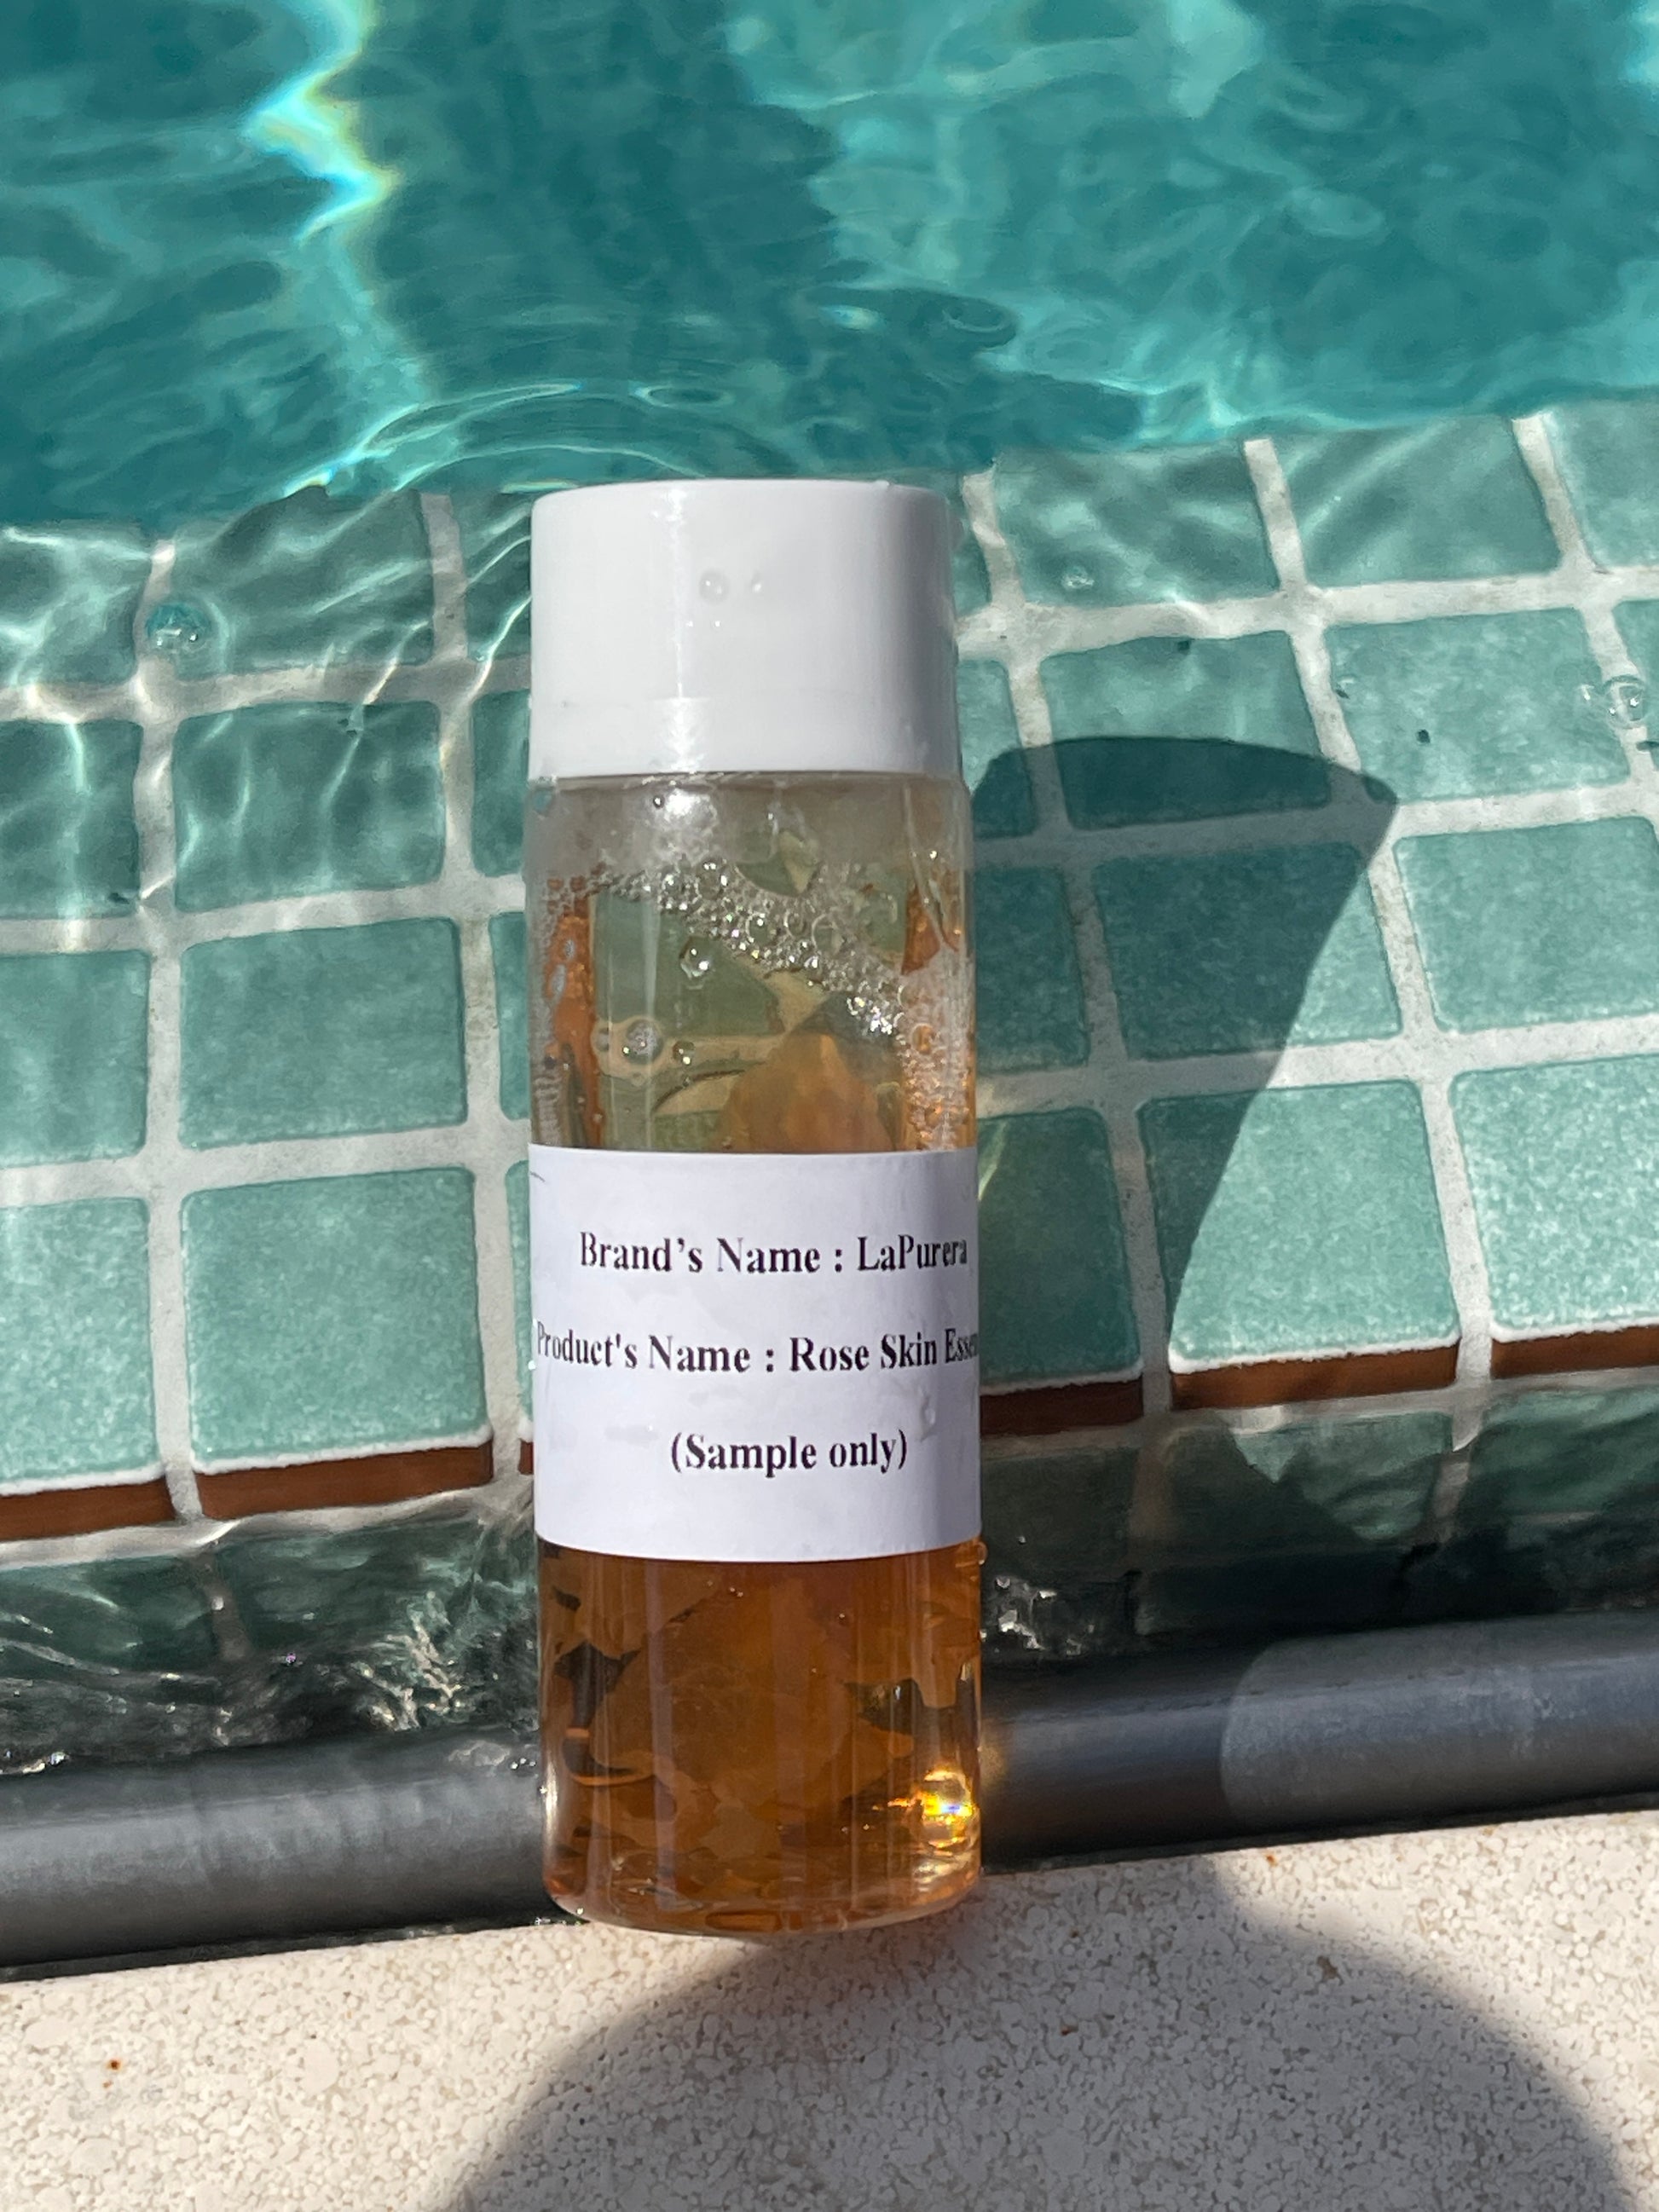 Brand’s Name : LaPurera
Product's Name : Rose Skin
(Sample only)